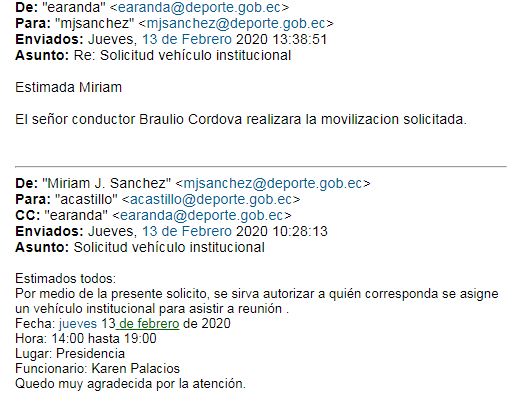 De: "earanda" <earanda@deporte.gob.ec>
Para: "mjsanchez" <mjsanchez@deporte.gob.ec>
Enviados: Jueves, 13 de Febrero 2020 13:38:51
Asunto: Re: Solicitud vehículo institucional
Estimada Miriam
El señor conductor Braulio Cordova realizara la movilizacion solicitada.
De: "Miriam J. Sanchez" <mjsanchez@deporte.gob.ec>
Para: "acastillo" <acastillo@deporte.gob.ec>
CC: "earanda" <earanda@deporte.gob.ec>
Enviados: Jueves, 13 de Febrero 2020 10:28:13
Asunto: Solicitud vehículo institucional
Estimados todos:
Por medio de la presente solicito, se sirva autorizar a quién corresponda se asigne
un vehículo institucional para asistir a reunión .
Fecha: jueves 13 de febrero de 2020
Hora: 14:00 hasta 19:00
Lugar: Presidencia
Funcionario: Karen Palacios
Quedo muy agradecida por la atención.